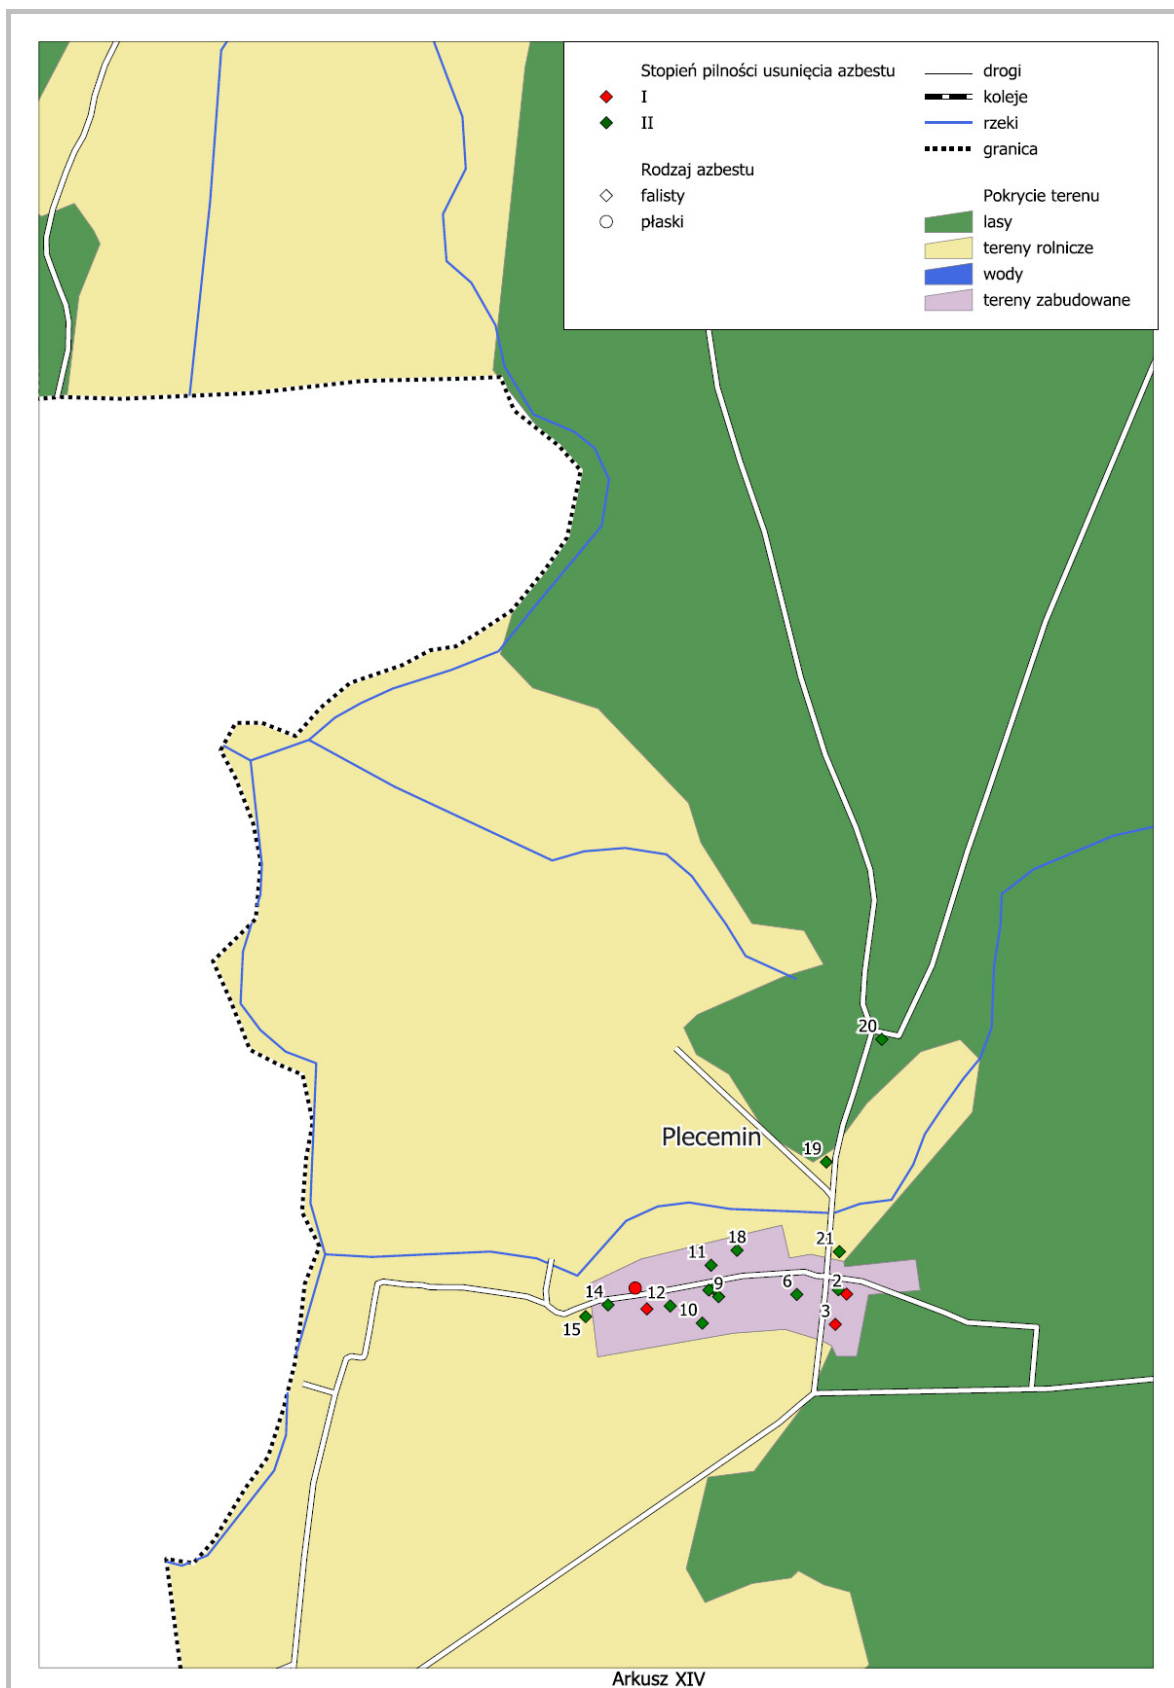 Stopień pilności usunięcia azbestu
I
II
Rodzaj azbestu
falisty
płaski
drogi
koleje
rzeki
granica
Pokrycie terenu
lasy
tereny rolnicze
wody
tereny zabudowane
20
Plecemin
19
18
21
11
14
12
9
6
2
15
10
3
Arkusz XIV